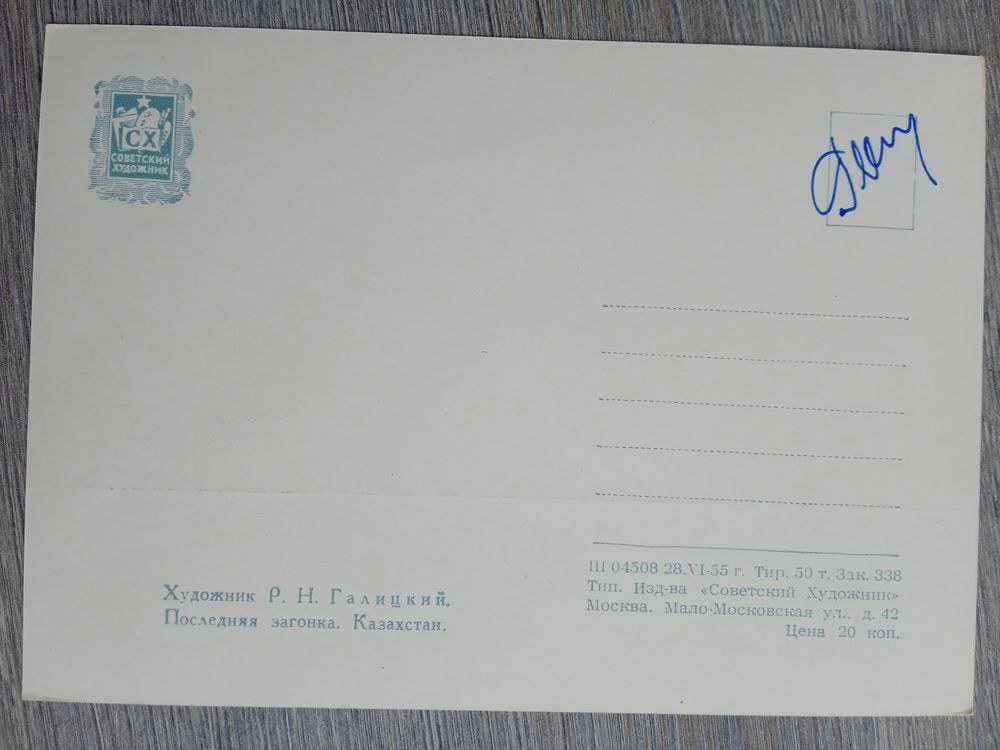 СХ
СОВЕТСКИЙ
ХУДОЖНИК
Художник Р. Н. Галицкий.
Последняя загонка. Казахстан.
Ш 04508 28.VI-55 г. Тир. 50 т. Зак. 338
Тип. Изд-ва «Советский Художник»
Москва. Мало-Московская ул., д. 42
Цена 20 коп.